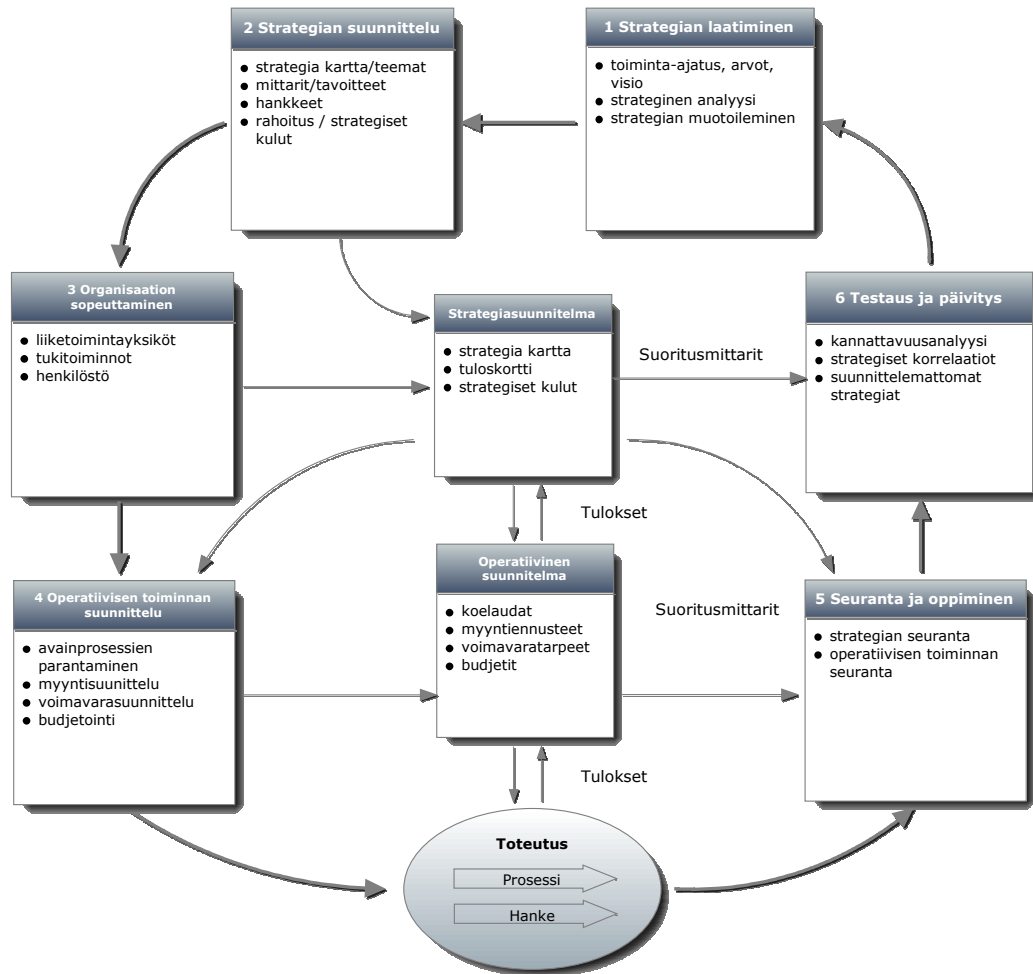 2 Strategian suunnittelu
● strategia kartta/teemat
● mittarit/tavoitteet
● hankkeet
● rahoitus / strategiset
kulut
1 Strategian laatiminen
● toiminta-ajatus, arvot,
visio
● strateginen analyysi
● strategian muotoileminen
3 Organisaation
sopeuttaminen
● liiketoimintayksiköt
● tukitoiminnot
● henkilöstö
Strategiasuunnitelma
● strategia kartta
● tuloskortti
● strategiset kulut
Suoritusmittarit
6 Testaus ja päivitys
● kannattavuusanalyysi
● strategiset korrelaatiot
● suunnittelemattomat
strategiat
Tulokset
4 Operatiivisen toiminnan
suunnittelu
● avainprosessien
parantaminen
● myyntisuunittelu
● voimavarasuunnittelu
● budjetointi
Operatiivinen
suunnitelma
● koelaudat
● myyntiennusteet
● voimavaratarpeet
● budjetit
Suoritusmittarit
5 Seuranta ja oppiminen
● strategian seuranta
● operatiivisen toiminnan
seuranta
Tulokset
Toteutus
Prosessi
Hanke